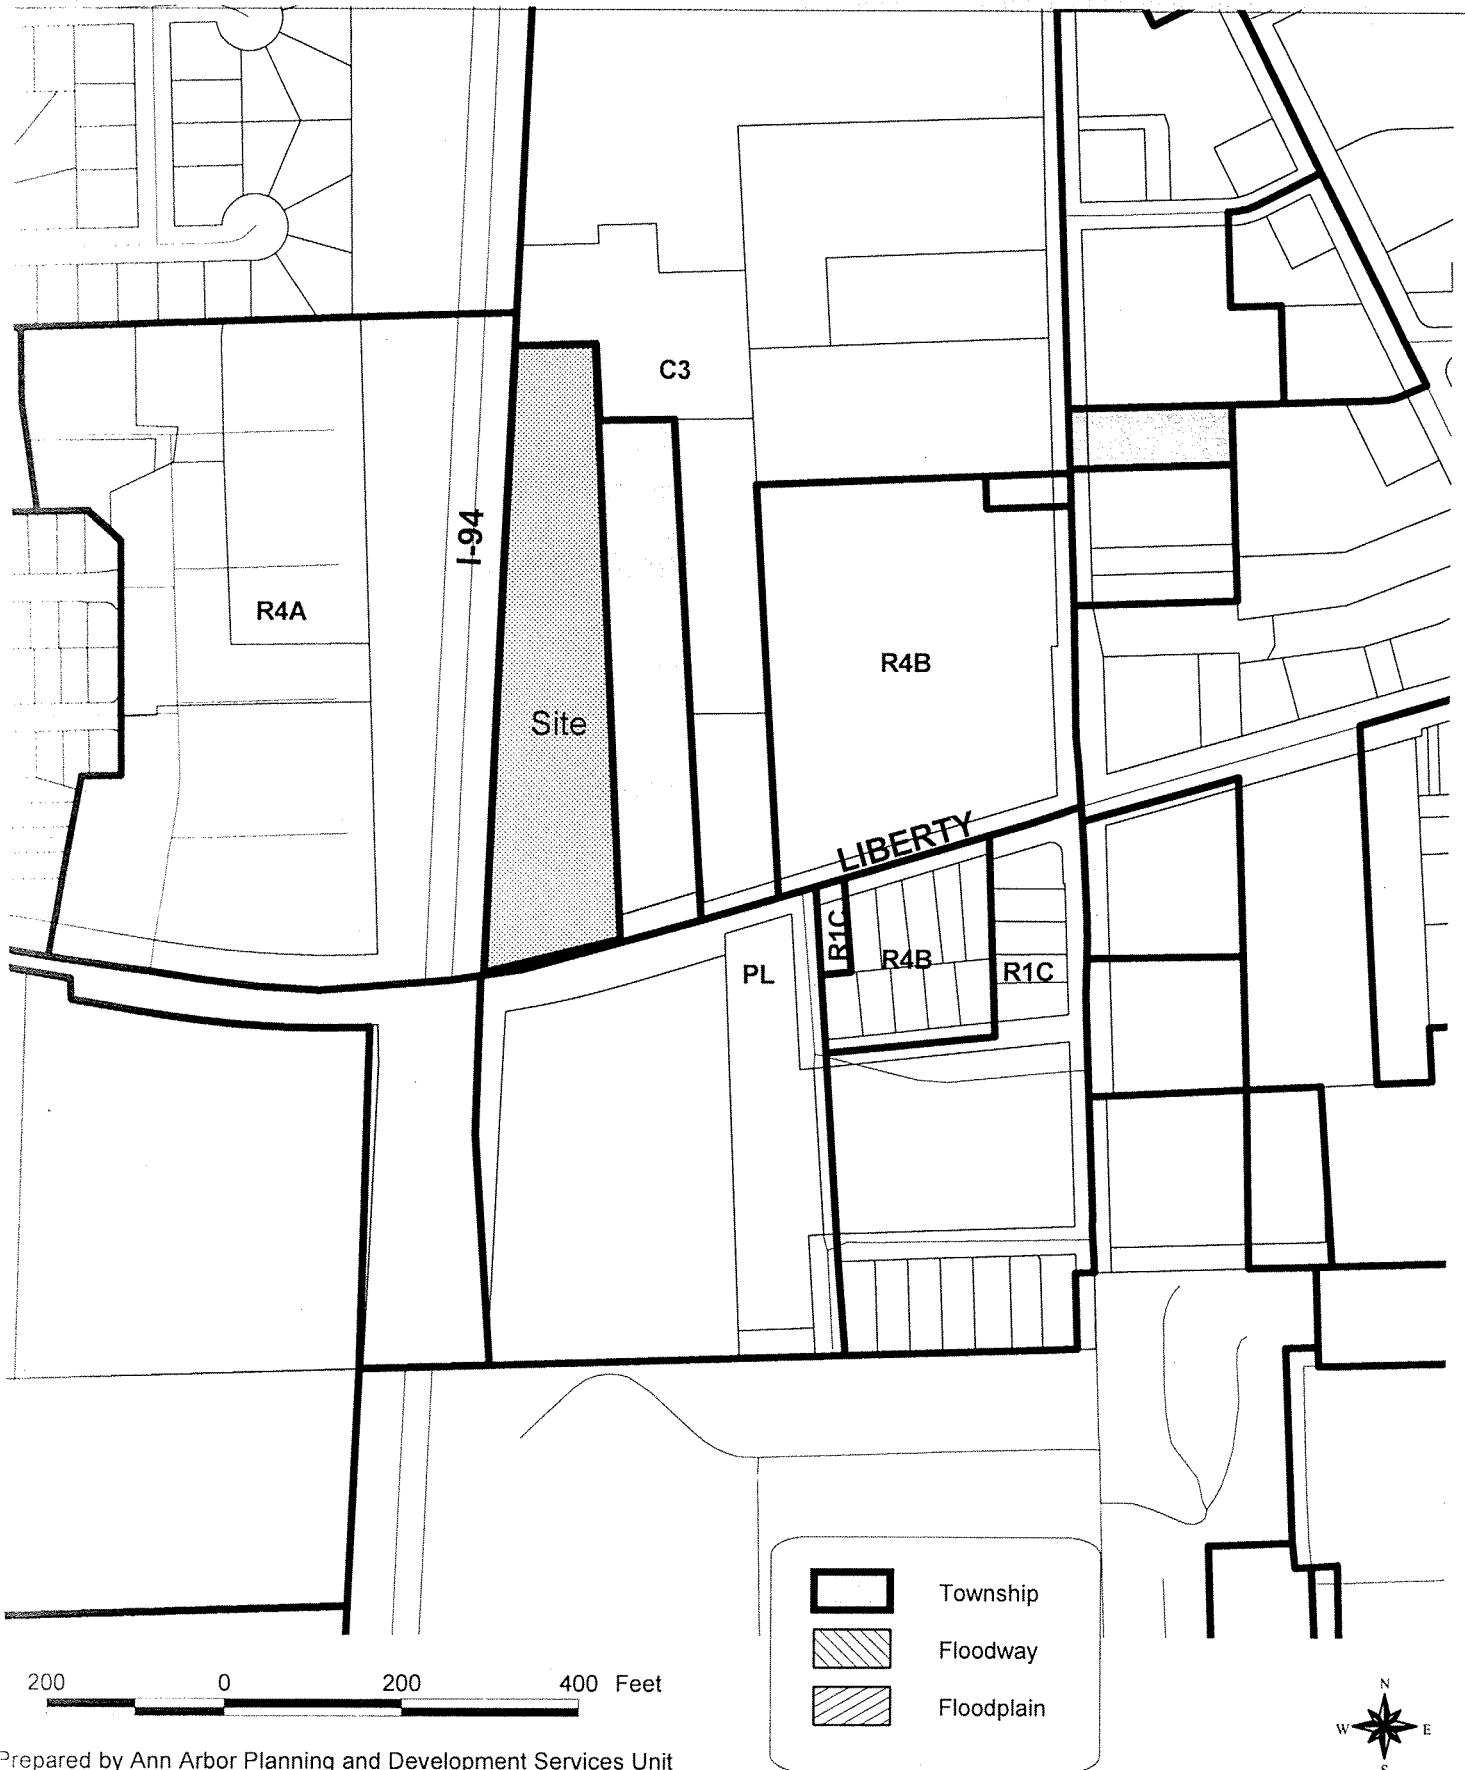 C3
I-94
R4A
R4B
Site
LIBERTY
R1C
R4B
PL
R1C
Township
Floodway
Floodplain
200 0 200 400 Feet
N
W E
S
Prepared by Ann Arbor Planning and Development Services Unit